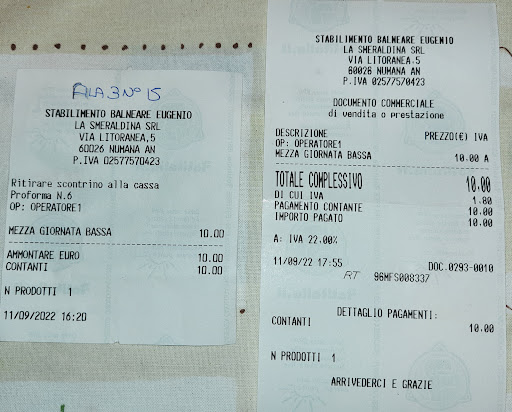 FILA 3 N° 15
STABILIMENTO BALNEARE EUGENIO
LA SMERALDINA SRL
VIA LITORANEA,5
60026 NUMANA AN
P.IVA 02577570423
Ritirare scontrino alla cassa
Proforma N.6
OP: OPERATORE1
MEZZA GIORNATA BASSA 10.00
AMMONTARE EURO 10.00
CONTANTI 10.00
N PRODOTTI 1
11/09/2022 16:20
STABILIMENTO BALNEARE EUGENIO
LA SMERALDINA SRL
VIA LITORANEA,5
60026 NUMANA AN
P.IVA 02577570423
DOCUMENTO COMMERCIALE
di vendita o prestazione
DESCRIZIONE PREZZO(€) IVA
OP: OPERATORE1
MEZZA GIORNATA BASSA 10.00 A
TOTALE COMPLESSIVO 10.00
DI CUI IVA 1.80
PAGAMENTO CONTANTE 10.00
IMPORTO PAGATO 10.00
A: IVA 22.00%
11/09/22 17:55 DOC.0293-0010
RT 96MFS008337
DETTAGLIO PAGAMENTI:
CONTANTI 10.00
N PRODOTTI 1
ARRIVEDERCI E GRAZIE